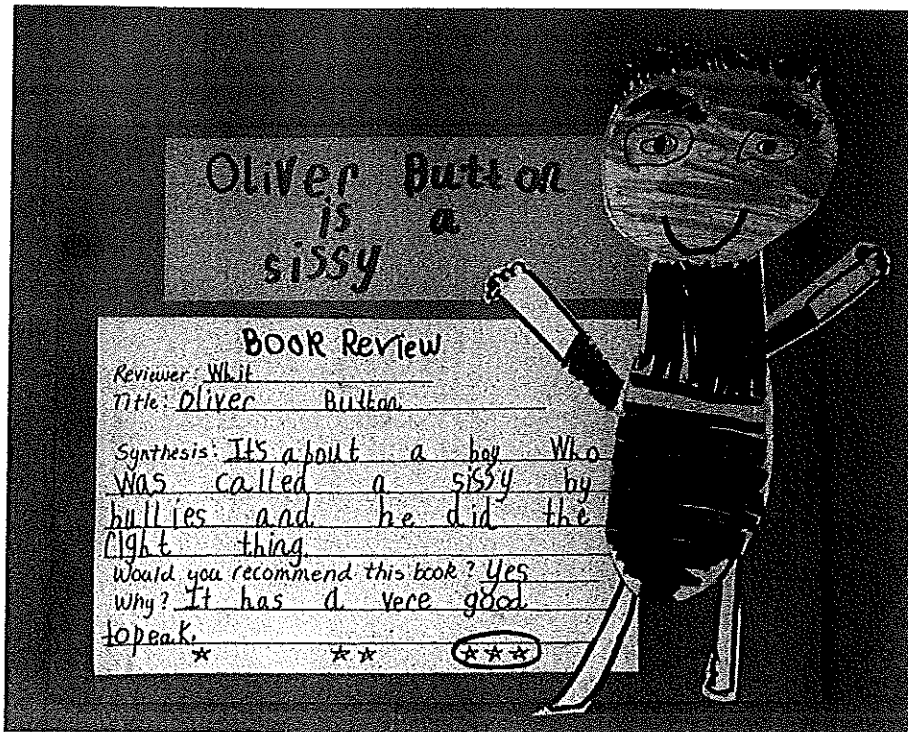 Oliver Button
is a
sissy
Book Review
Reviewer: Whit
Title: Oliver Button
Synthesis: It's about a boy Who
was called a sissy by
bullies and he did the
right thing
Would you recommend this book? Yes
Why? It has a vere good
topeak.
★ ★★ ★★★